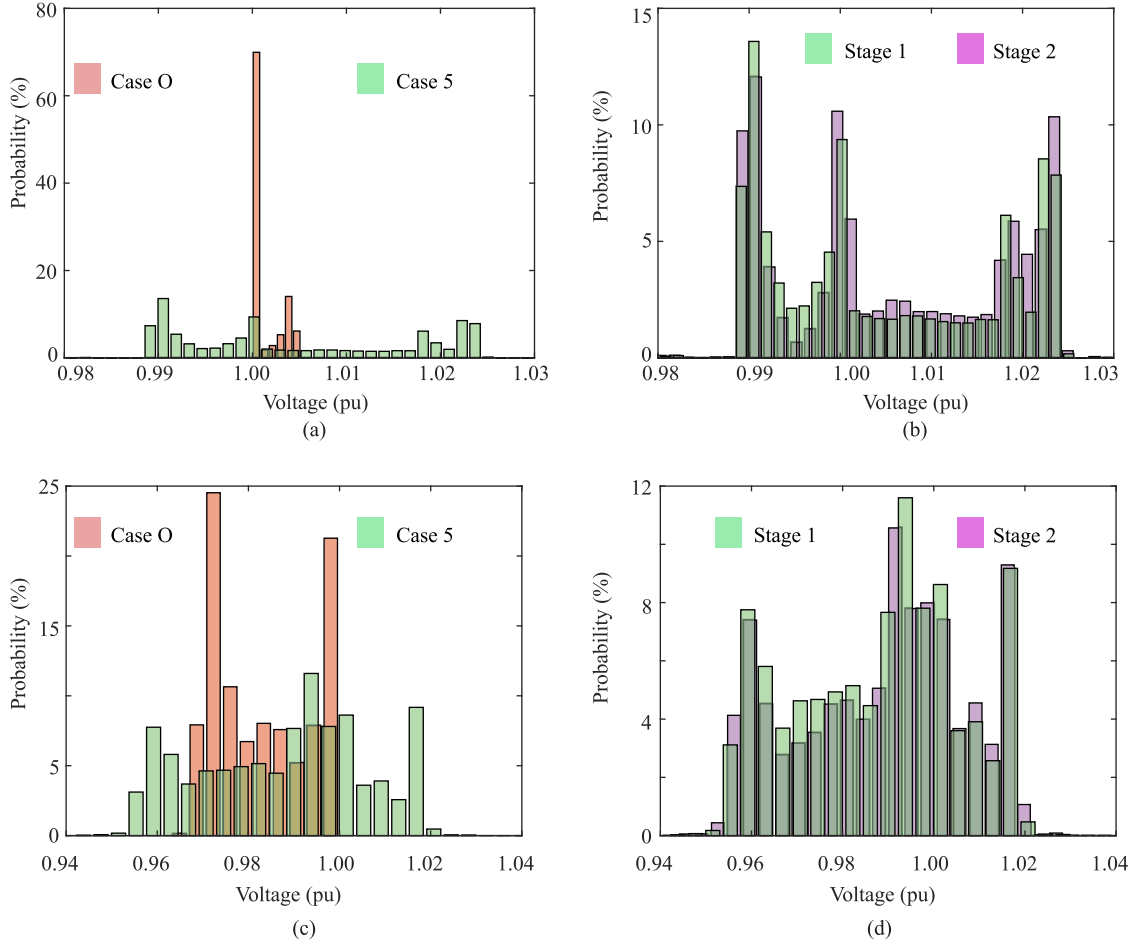 80
60
40
20
0
Probability (%)
Case O
Case 5
0.98
0.99
1.00
1.01
1.02
1.03
Voltage (pu)
(a)
15
10
5
0
Probability (%)
Stage 1
Stage 2
0.98
0.99
1.00
1.01
1.02
1.03
Voltage (pu)
(b)
25
15
5
0
Probability (%)
Case O
Case 5
0.94
0.96
0.98
1.00
1.02
1.04
Voltage (pu)
(c)
12
8
4
0
Probability (%)
Stage 1
Stage 2
0.94
0.96
0.98
1.00
1.02
1.04
Voltage (pu)
(d)